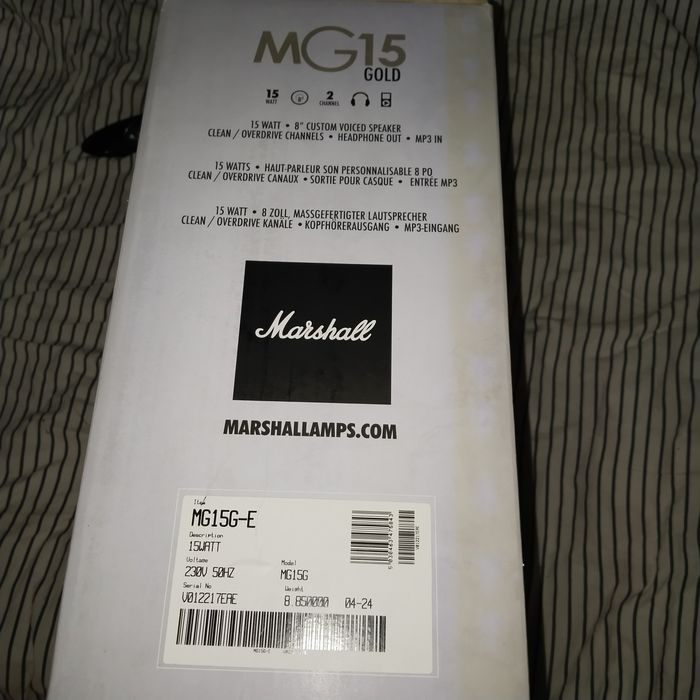 MG15
GOLD
15 WATT
2 CHANNEL
15 WATT • 8" CUSTOM VOICED SPEAKER
CLEAN / OVERDRIVE CHANNELS • HEADPHONE OUT • MP3 IN
15 WATTS • HAUT-PARLEUR SON PERSONNALISABLE 8 PO
CLEAN / OVERDRIVE CANAUX • SORTIE POUR CASQUE • ENTRÉE MP3
15 WATT • 8 ZOLL, MASSGEFERTIGTER LAUTSPRECHER
CLEAN / OVERDRIVE KANÄLE • KOPFHÖRERAUSGANG • MP3-EINGANG
Marshall
MARSHALLAMPS.COM
Item
MG15G-E
Description
15WATT
Voltage
230V 50HZ
Model
MG15G
Serial No
V012217EAE
Weight
8.850000 04-24
MG15G-E